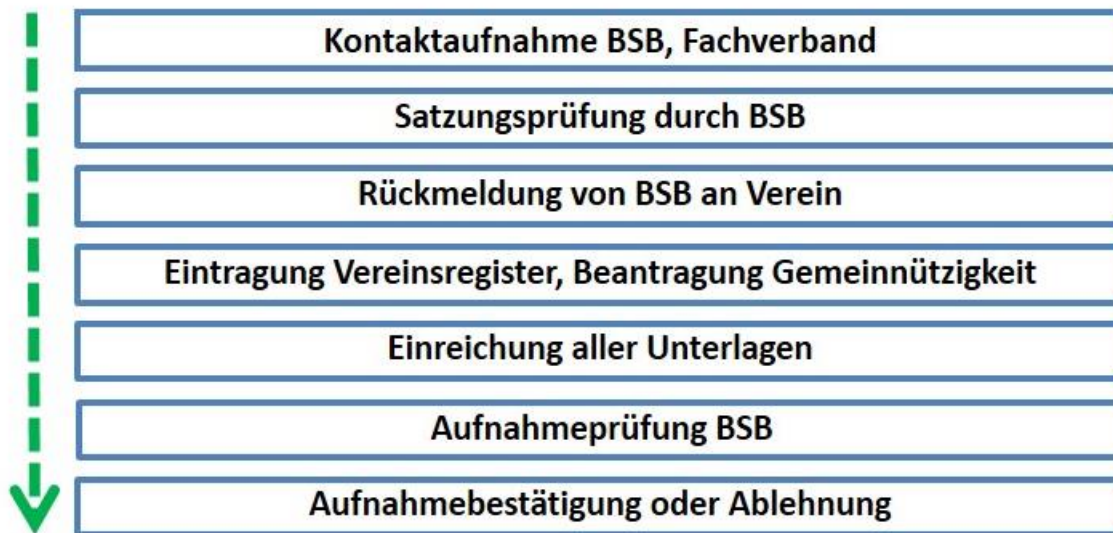 Kontaktaufnahme BSB, Fachverband
Satzungsprüfung durch BSB
Rückmeldung von BSB an Verein
Eintragung Vereinsregister, Beantragung Gemeinnützigkeit
Einreichung aller Unterlagen
Aufnahmeprüfung BSB
Aufnahmebestätigung oder Ablehnung